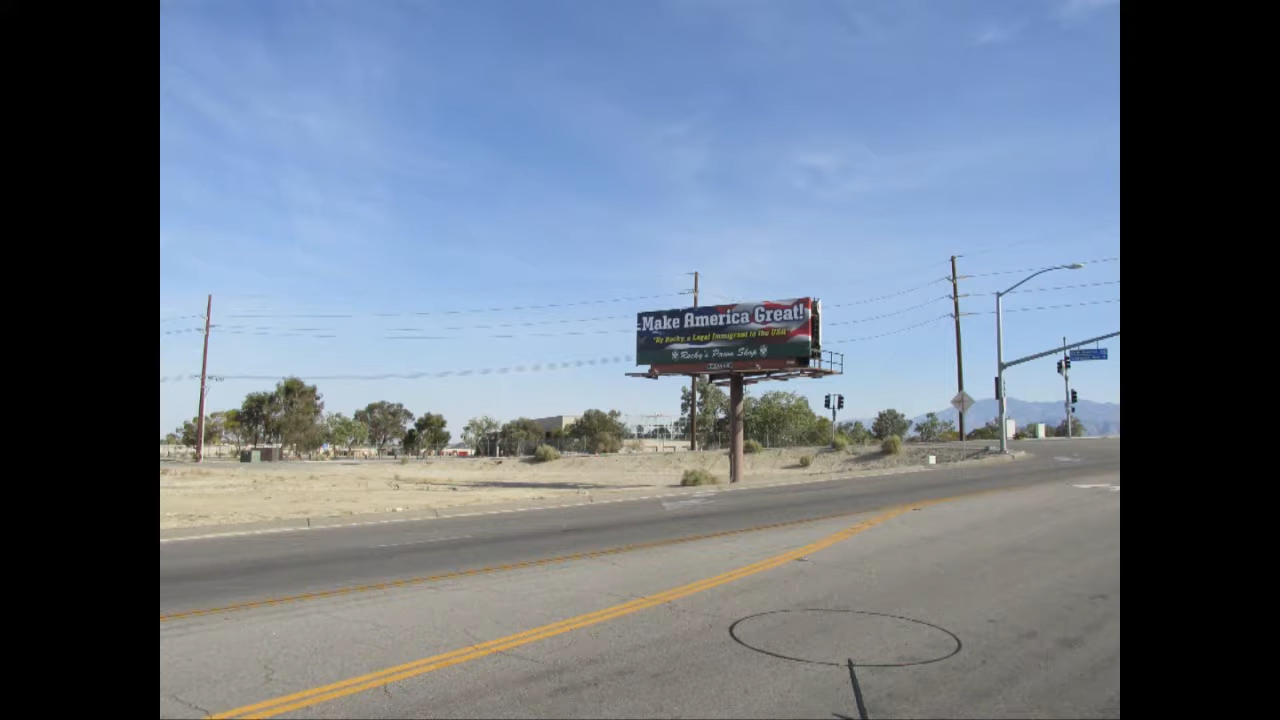 Make America Great!
"By Rocky, a Legal Immigrant to the USA"
Rocky's Pawn Shop